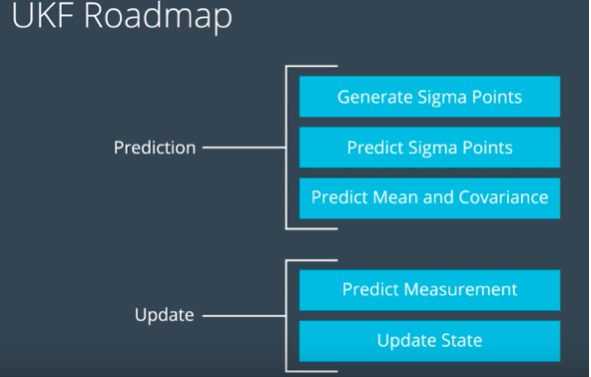 UKF Roadmap
Prediction
Generate Sigma Points
Predict Sigma Points
Predict Mean and Covariance
Update
Predict Measurement
Update State